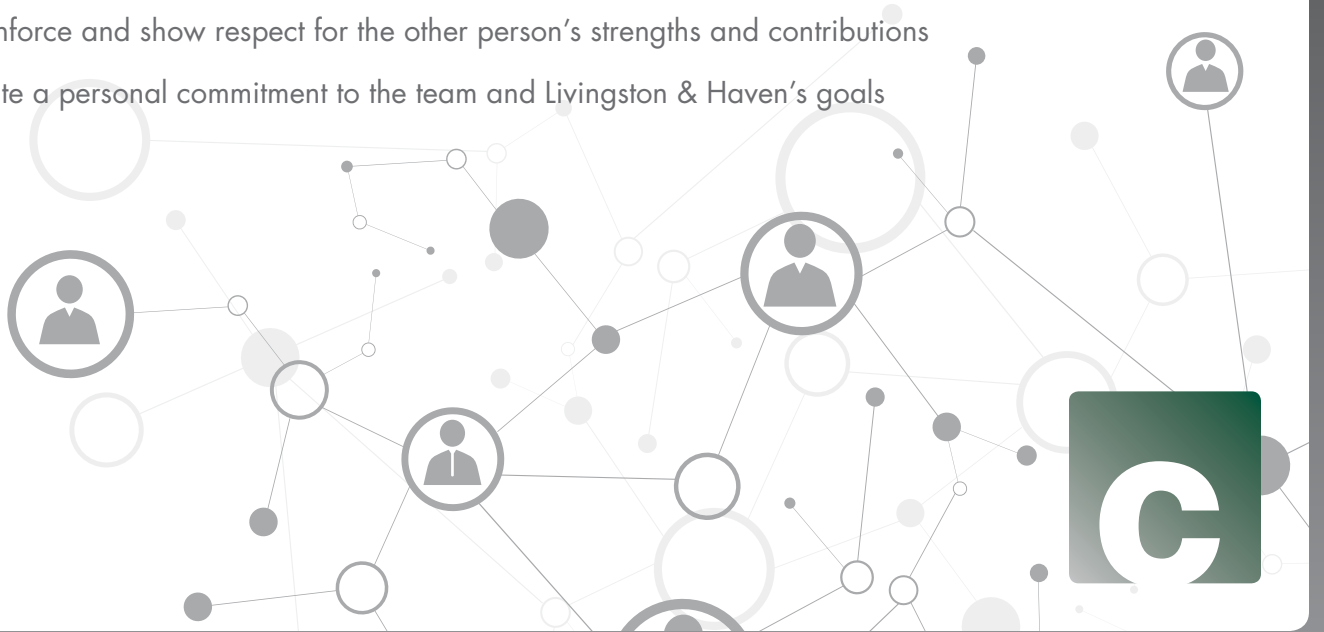 nforce and show respect for the other person’s strengths and contributions
te a personal commitment to the team and Livingston & Haven’s goals
c